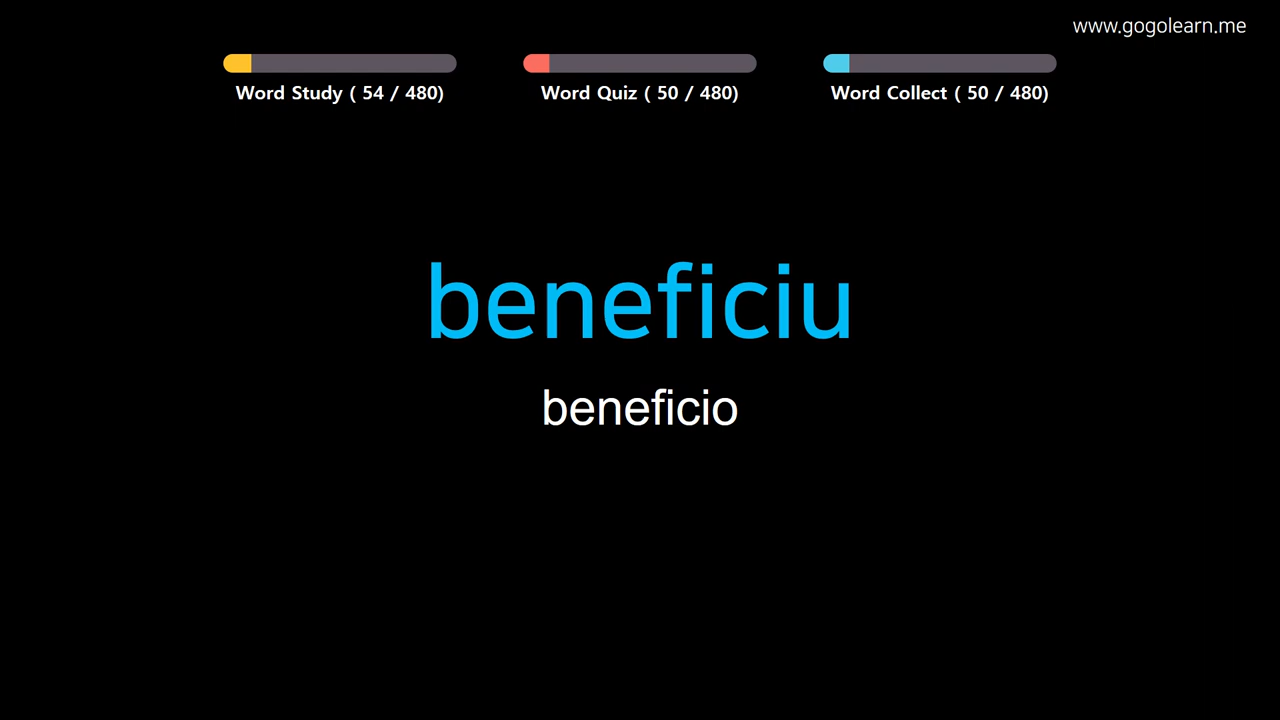 www.gogolearn.me
Word Study ( 54 / 480)
Word Quiz ( 50 / 480)
Word Collect ( 50 / 480)
beneficiu
beneficio